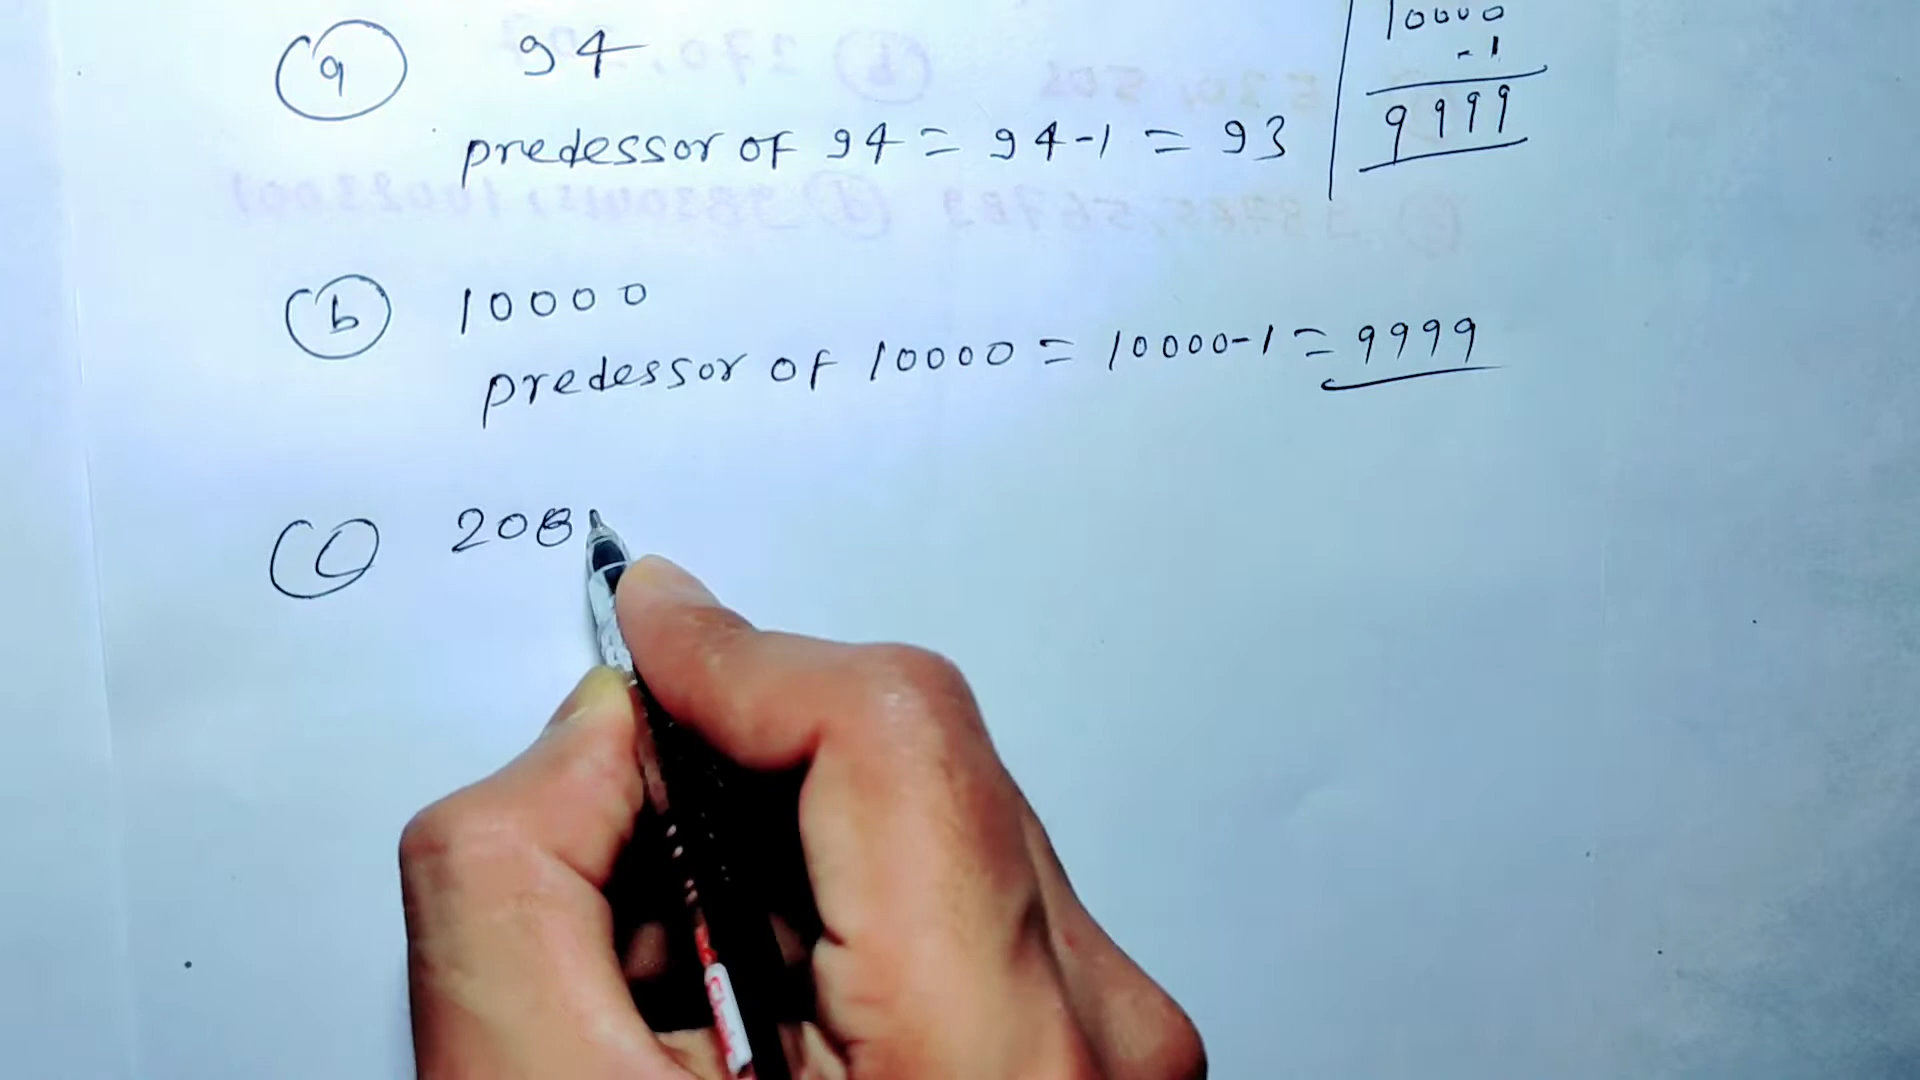 (a) 94
10000
-1
9999
predessor of 94 = 94-1 = 93
(b) 10000
predessor of 10000 = 10000-1 = 9999
(c) 208